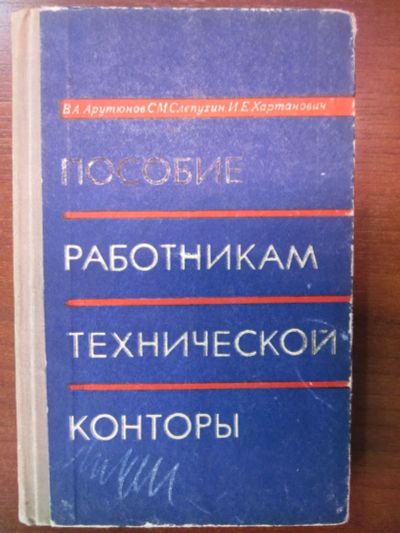 В.А.Арутюнов С.М.Слепухин. И.Е.Хартанович
ПОСОБИЕ
РАБОТНИКАМ
ТЕХНИЧЕСКОЙ
КОНТОРЫ